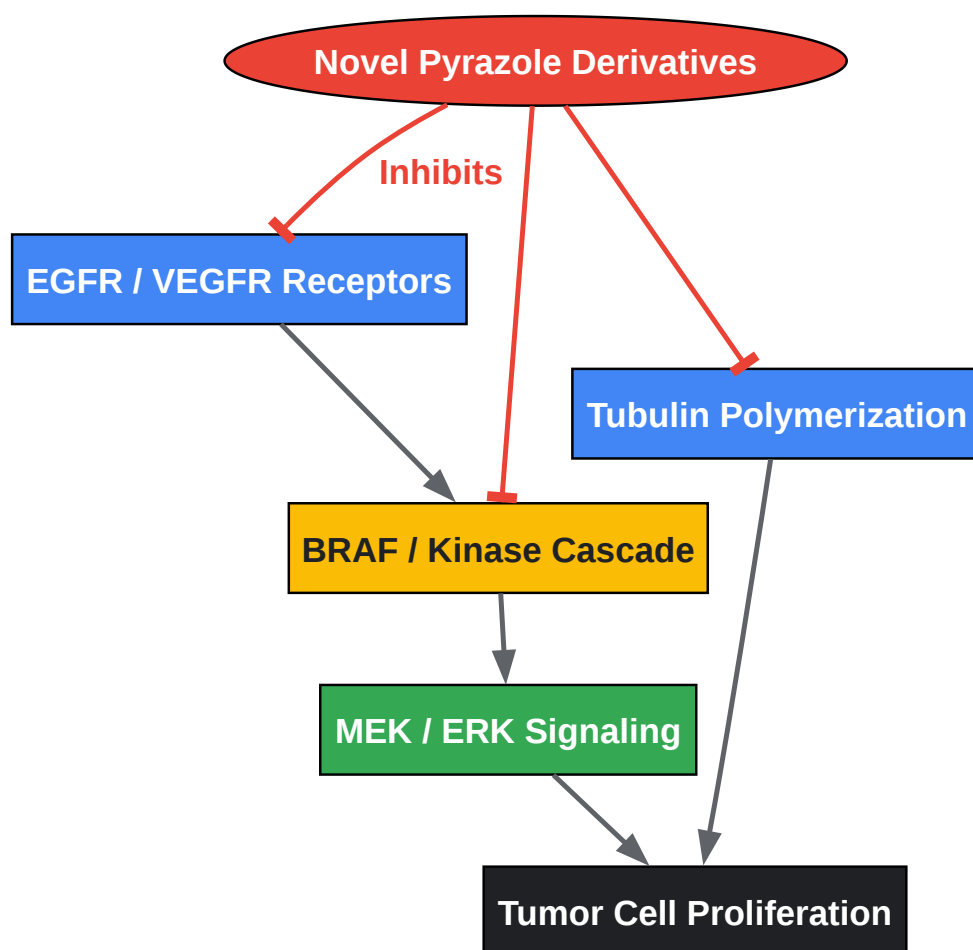 Novel Pyrazole Derivatives
Inhibits
EGFR / VEGFR Receptors
Tubulin Polymerization
BRAF / Kinase Cascade
MEK / ERK Signaling
Tumor Cell Proliferation